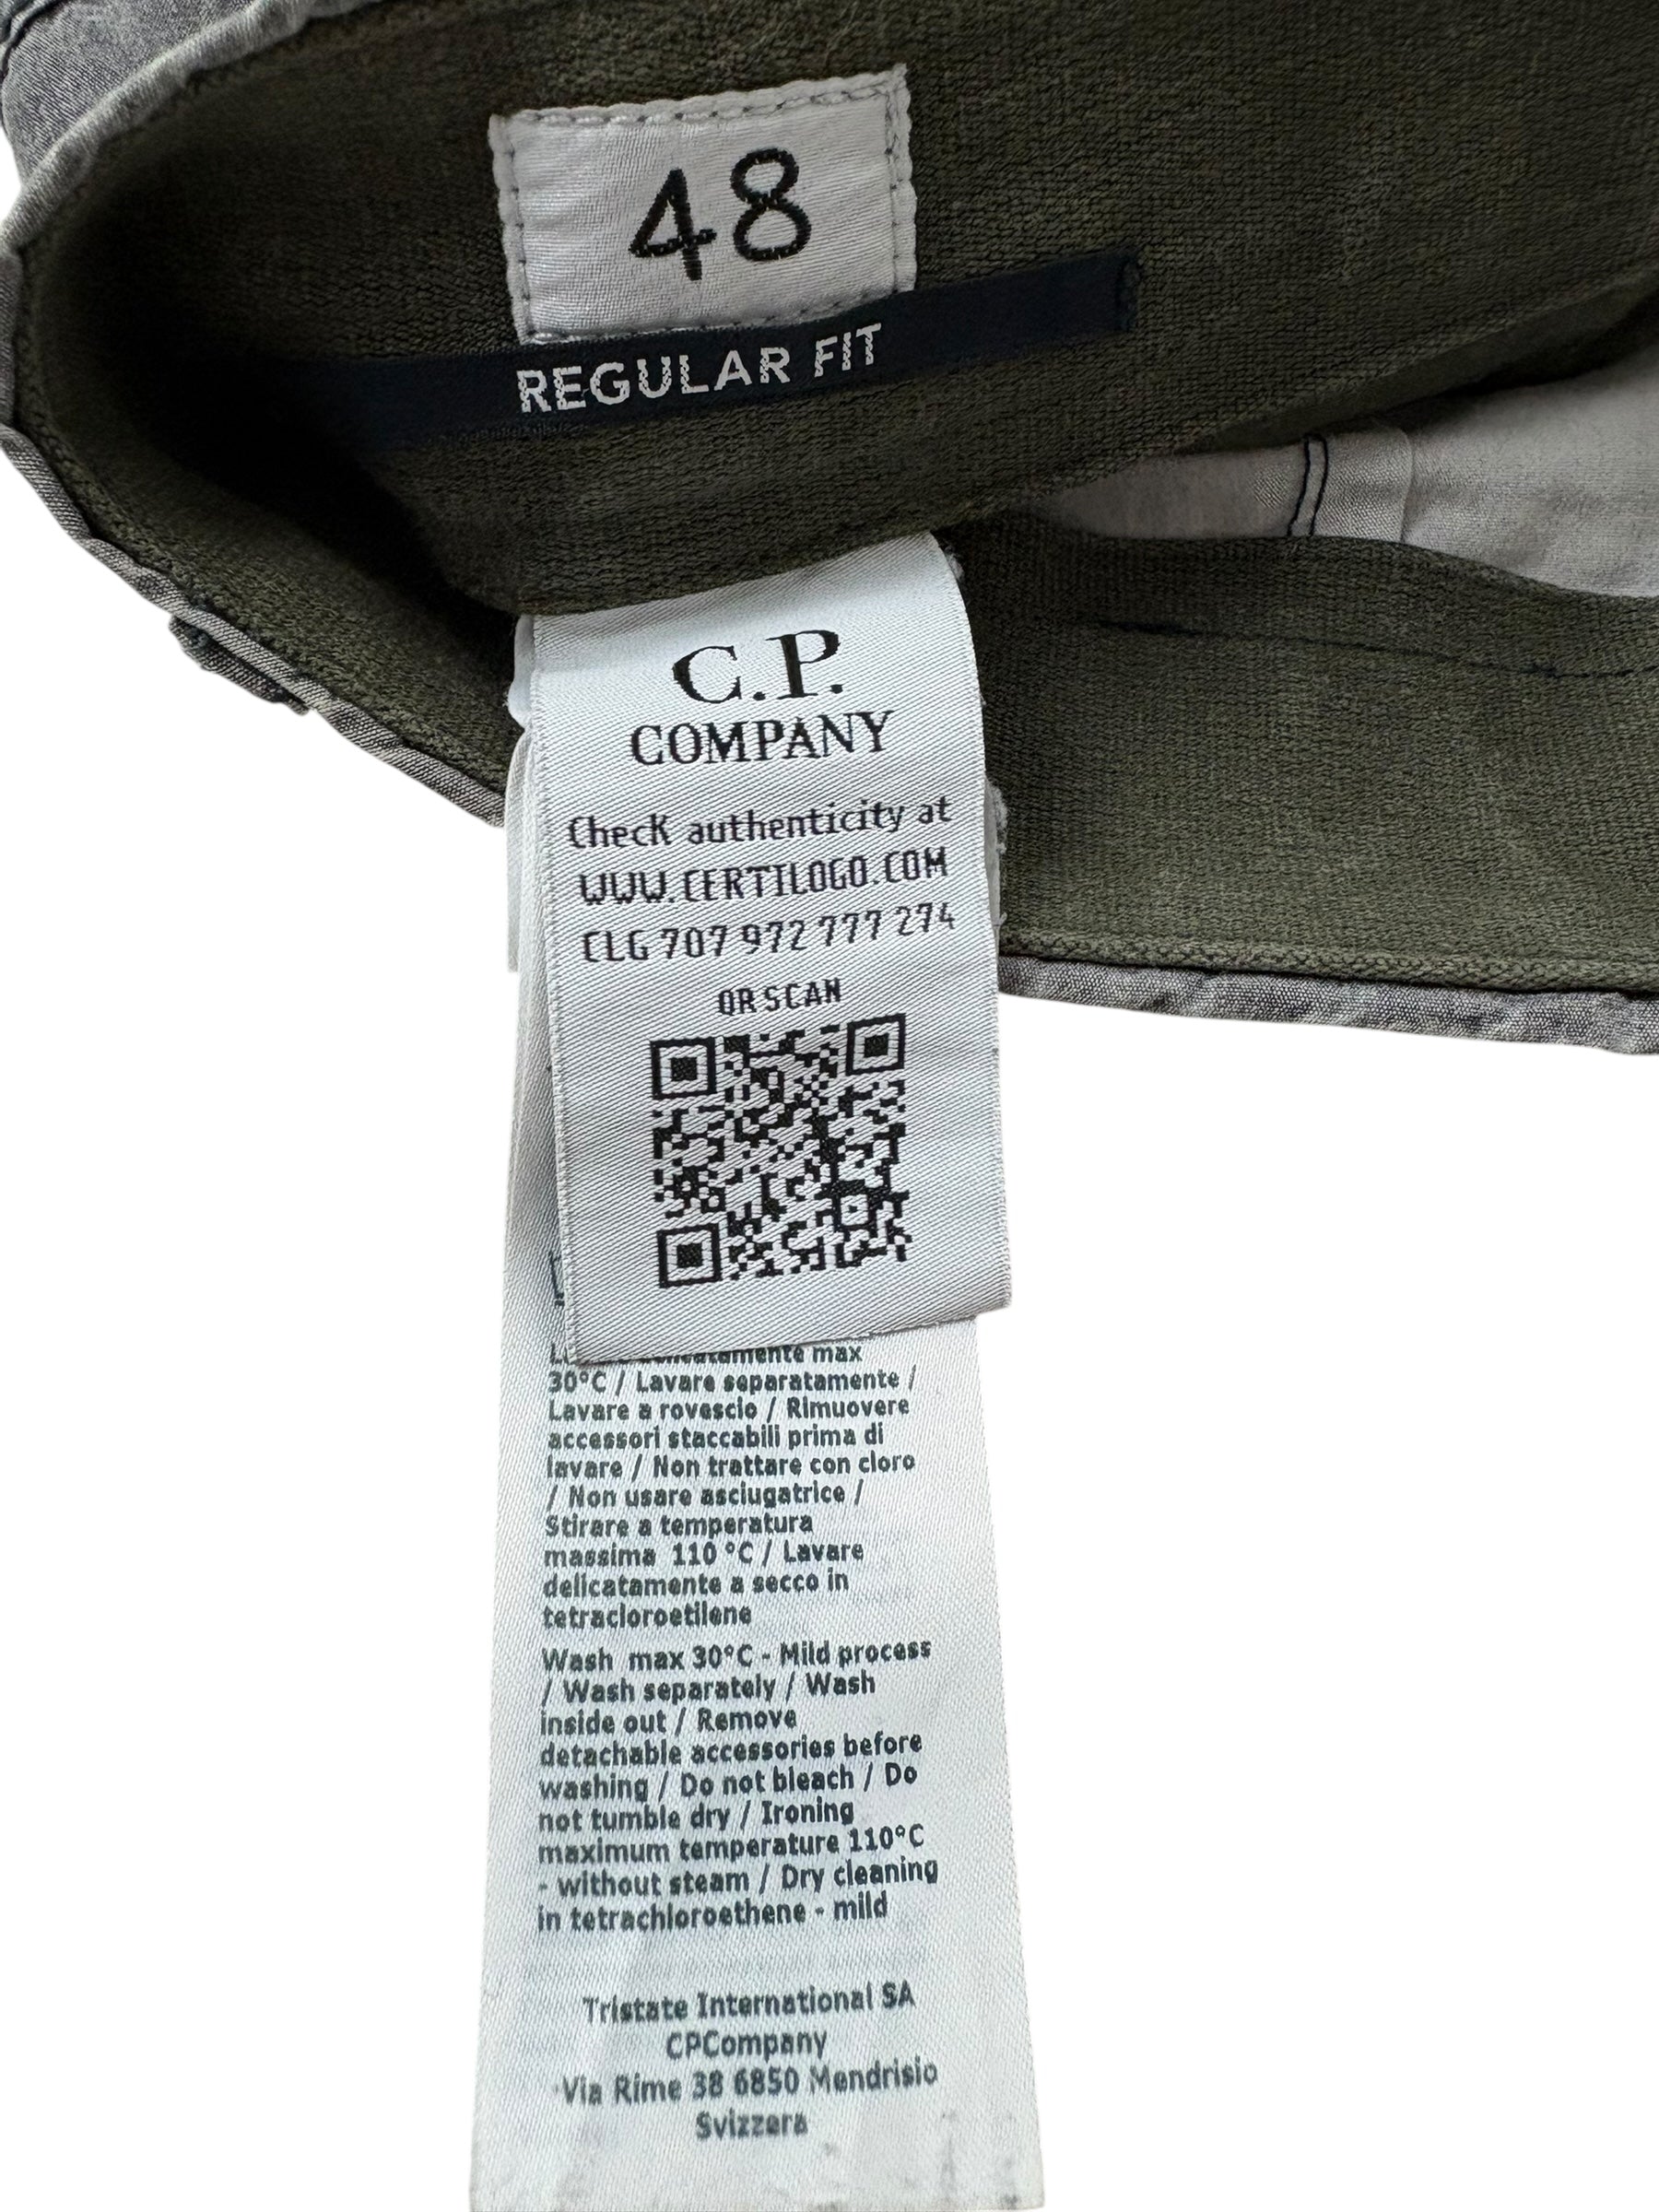 48
REGULAR FIT
C.P.
COMPANY
Check authenticity at
WWW.CERTILOGO.COM
CLG 707 972 777 274
QR SCAN
max
30°C / Lavare separatamente /
Lavare a rovescio / Rimuovere
accessori staccabili prima di
lavare / Non trattare con cloro
/ Non usare asciugatrice /
Stirare a temperatura
massima 110 °C / Lavare
delicatamente a secco in
tetracloroetilene
Wash max 30°C - Mild process
/ Wash separately / Wash
inside out / Remove
detachable accessories before
washing / Do not bleach / Do
not tumble dry / Ironing
maximum temperature 110°C
- without steam / Dry cleaning
in tetrachloroethene - mild
Tristate International SA
CPCompany
Via Rime 38 6850 Mendrisio
Svizzera